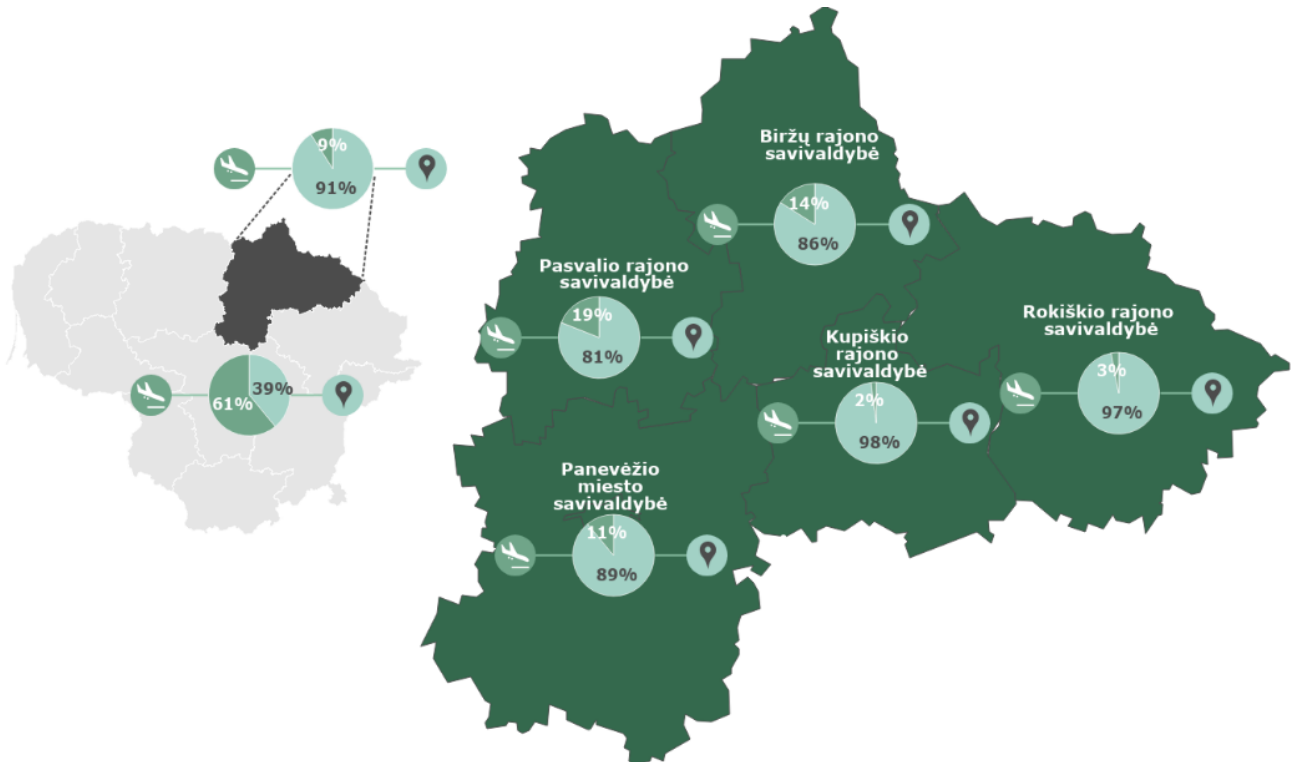 9%
91%
39%
61%
Biržų rajono
savivaldybė
14%
86%
Pasvalio rajono
savivaldybė
19%
81%
Kupiškio
rajono
savivaldybė
2%
98%
Rokiškio rajono
savivaldybė
3%
97%
Panevėžio
miesto
savivaldybė
11%
89%